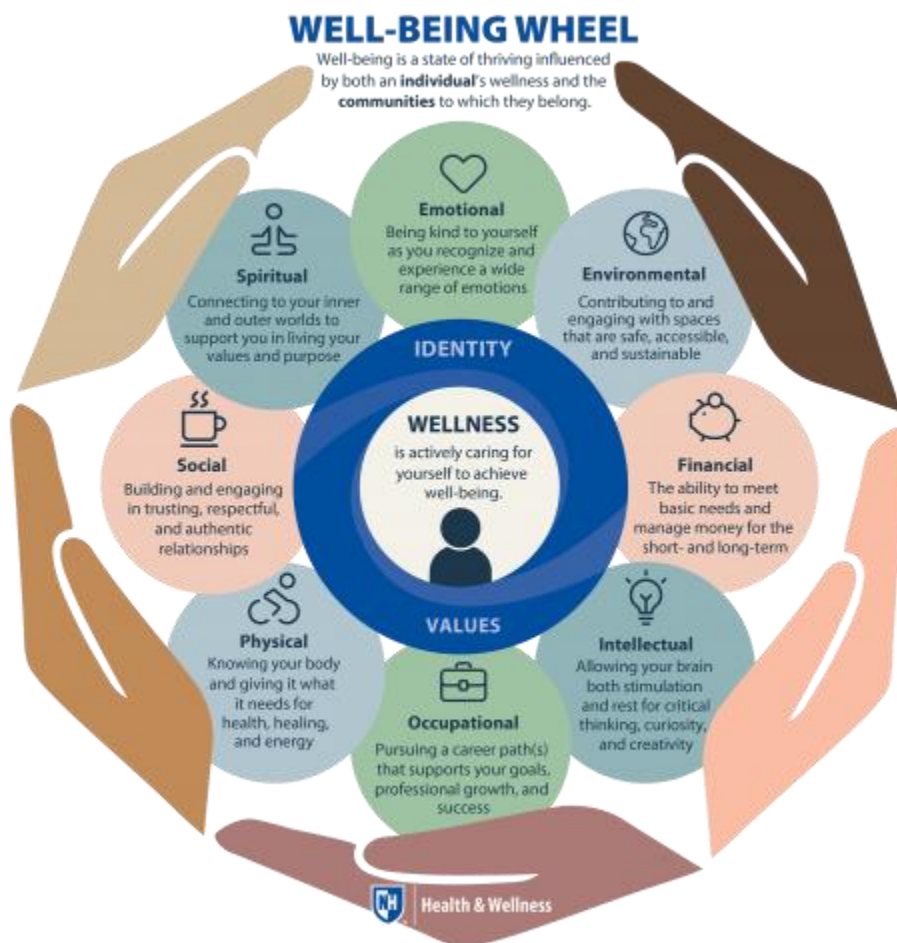 WELL-BEING WHEEL
Well-being is a state of thriving influenced
by both an individual's wellness and the
communities to which they belong.
Emotional
Being kind to yourself
as you recognize and
experience a wide
range of emotions
Environmental
Contributing to and
engaging with spaces
that are safe, accessible,
and sustainable
Financial
The ability to meet
basic needs and
manage money for the
short- and long-term
Intellectual
Allowing your brain
both stimulation
and rest for critical
thinking, curiosity,
and creativity
Occupational
Pursuing a career path(s)
that supports your goals,
professional growth, and
success
Physical
Knowing your body
and giving it what
it needs for
health, healing,
and energy
Social
Building and engaging
in trusting, respectful,
and authentic
relationships
Spiritual
Connecting to your inner
and outer worlds to
support you in living your
values and purpose
IDENTITY
WELLNESS
is actively caring for
yourself to achieve
well-being.
VALUES
NH
Health & Wellness